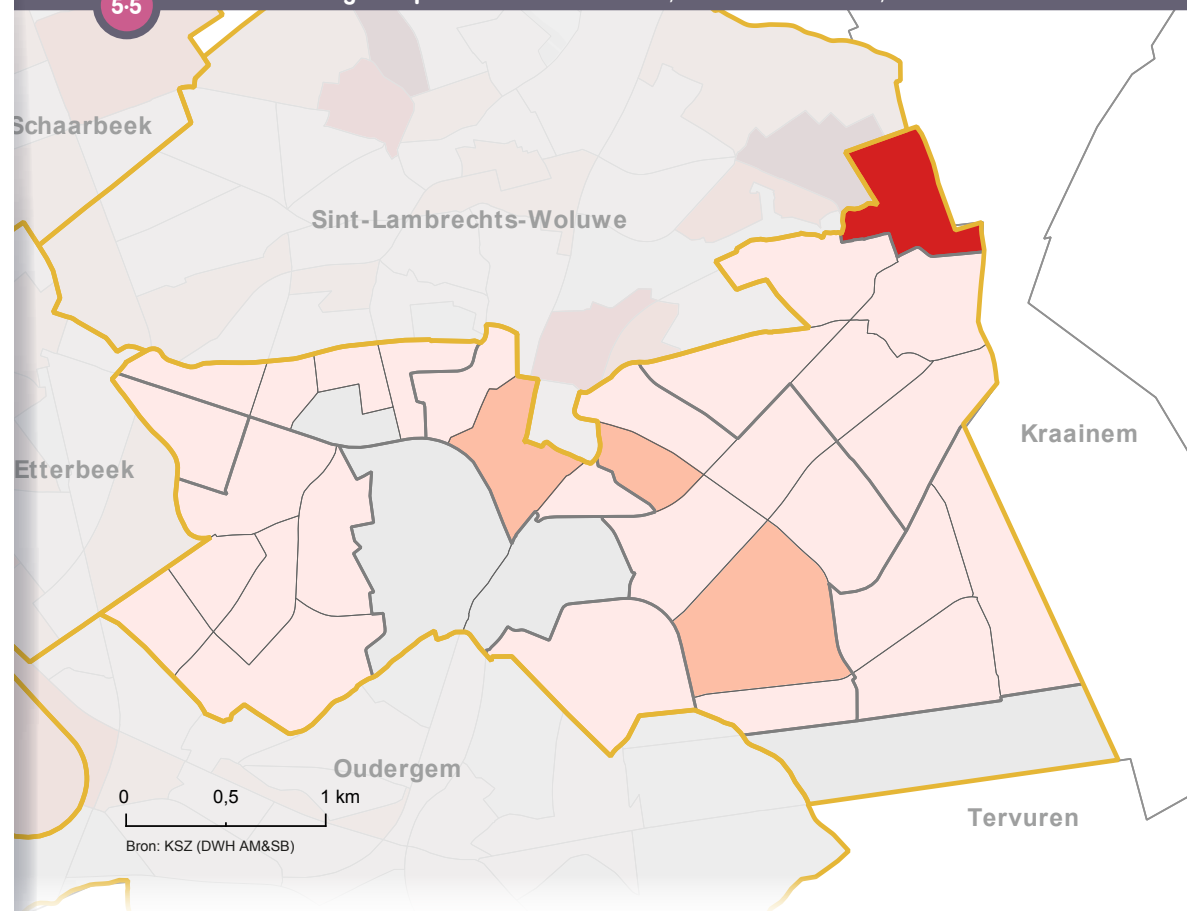 5.5
Schaarbeek
Sint-Lambrechts-Woluwe
Kraainem
Etterbeek
Oudergem
0 0,5 1 km
Tervuren
Bron: KSZ (DWH AM&SB)